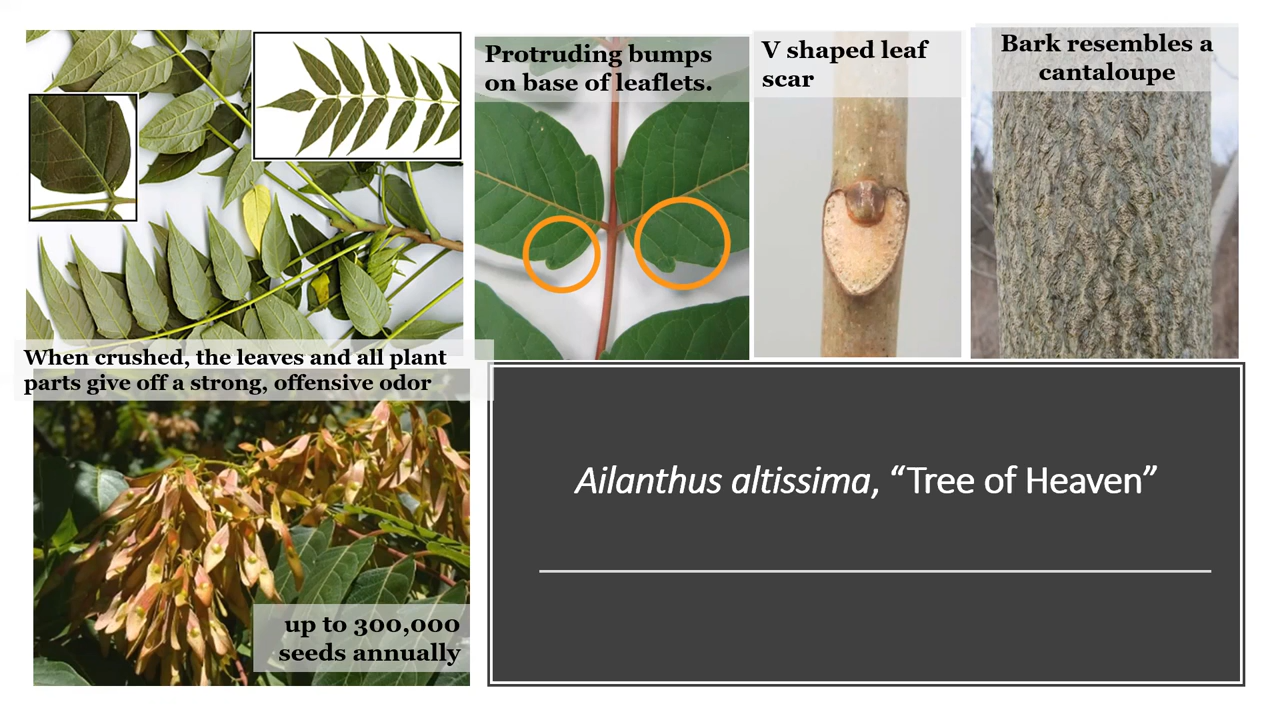 Protruding bumps
on base of leaflets.
V shaped leaf
scar
Bark resembles a
cantaloupe
When crushed, the leaves and all plant
parts give off a strong, offensive odor
Ailanthus altissima, “Tree of Heaven”
up to 300,000
seeds annually